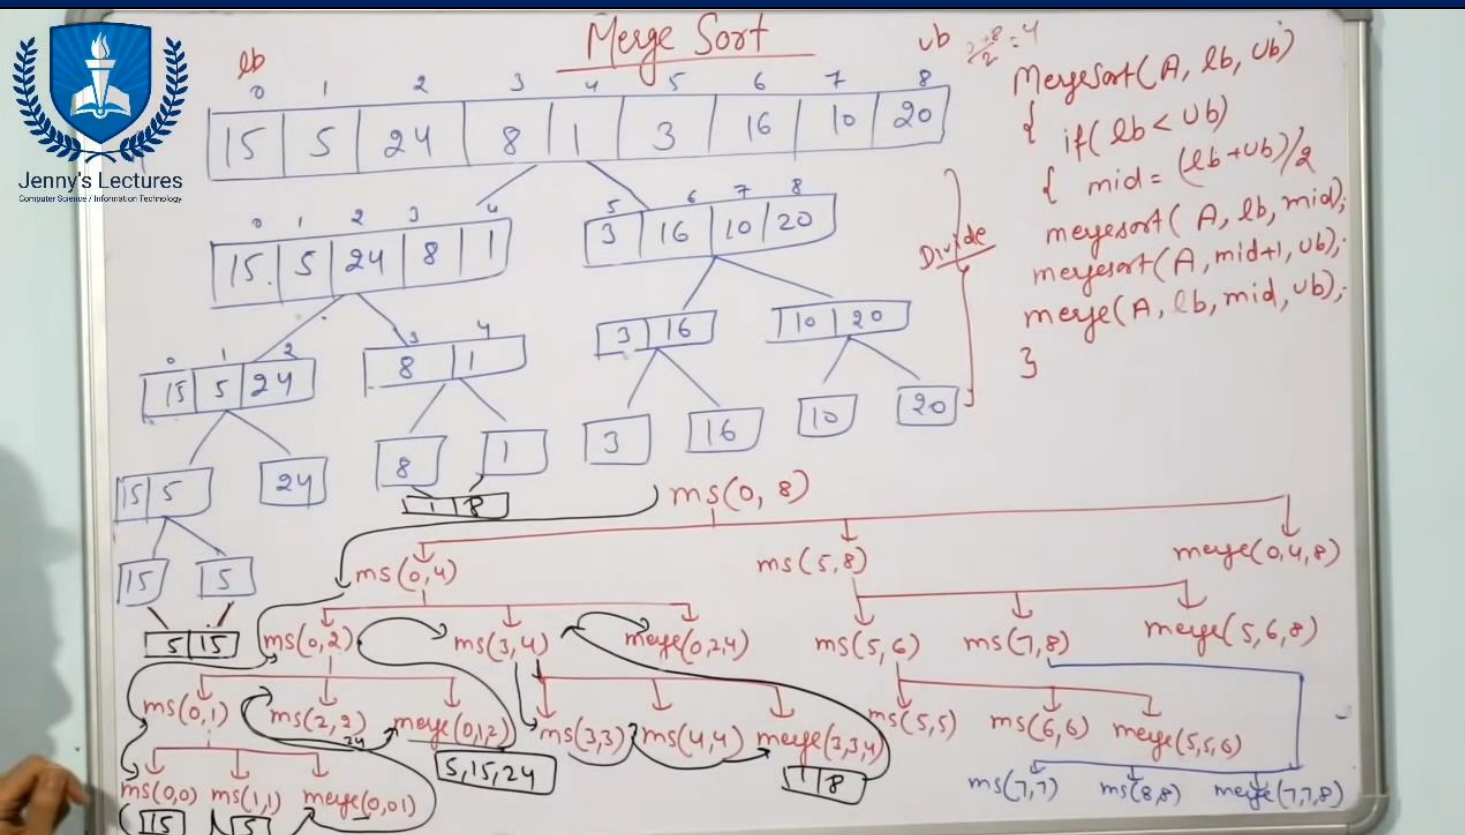 Merge Sort
lb
ub
0 1 2 3 4 5 6 7 8
15 5 24 8 1 3 16 10 20
0 1 2 3 4
15 5 24 8 1
5 6 7 8
3 16 10 20
0 1 2
15 5 24
3 4
8 1
3 16
10 20
15 5
24
8
1
3
16
10
20
1 8
15
5
5 15
Divide
MergeSort(A, lb, ub)
{
if(lb < ub)
{ mid = (lb+ub)/2
mergesort(A, lb, mid);
mergesort(A, mid+1, ub);
merge(A, lb, mid, ub);
}
ms(0, 8)
ms(0,4)
ms(5,8)
merge(0,4,8)
ms(0,2)
ms(3,4)
merge(0,2,4)
ms(5,6)
ms(7,8)
merge(5,6,8)
ms(0,1)
ms(2,2)
24
merge(0,1,2)
ms(3,3)
ms(4,4)
merge(3,3,4)
ms(5,5)
ms(6,6)
merge(5,5,6)
5,15,24
1 8
ms(7,7)
ms(8,8)
merge(7,7,8)
ms(0,0)
ms(1,1)
merge(0,01)
15
5
Jenny's Lectures
Computer Science / Information Technology